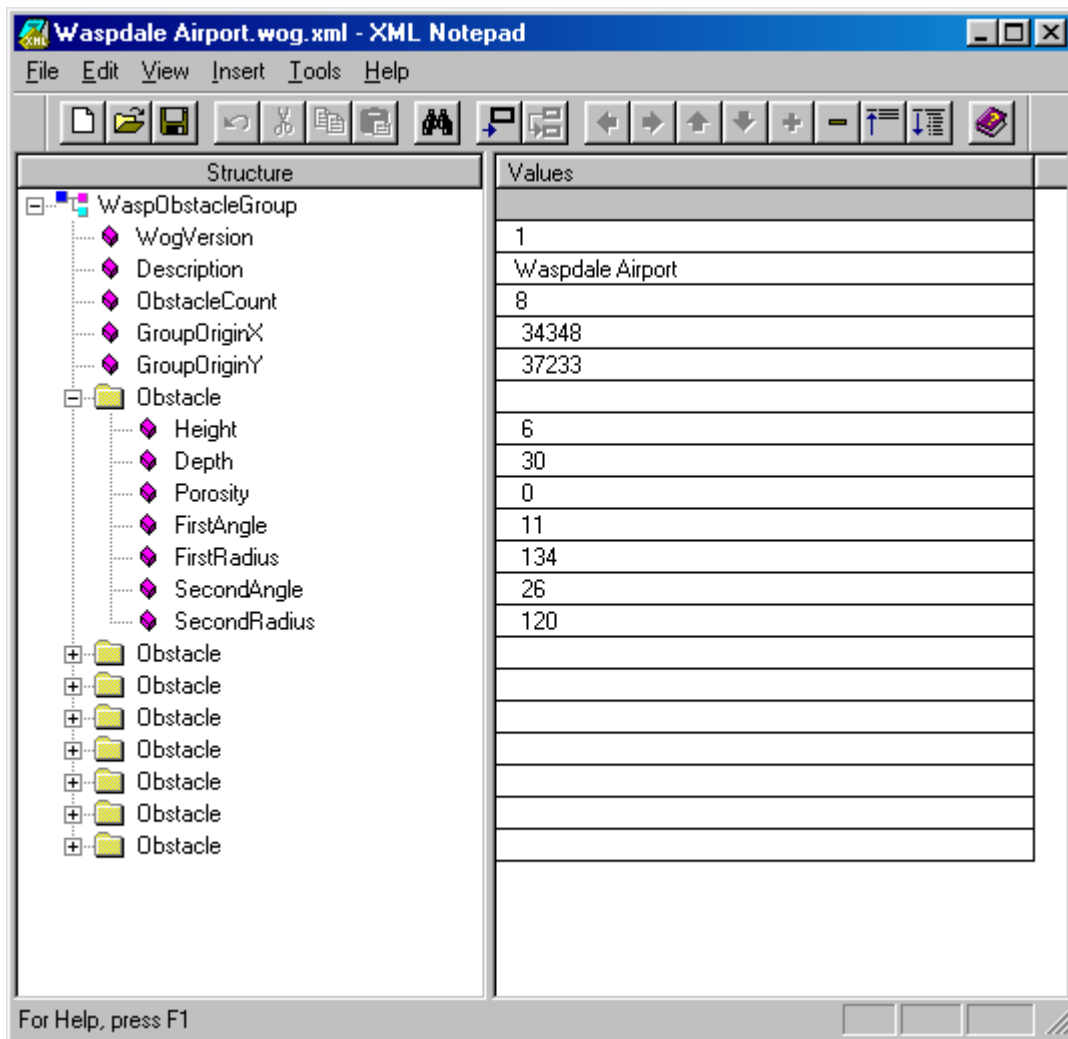 Waspdale Airport.wog.xml - XML Notepad
File Edit View Insert Tools Help
Structure Values
WaspObstacleGroup
WogVersion 1
Description Waspdale Airport
ObstacleCount 8
GroupOriginX 34348
GroupOriginY 37233
Obstacle
Height 6
Depth 30
Porosity 0
FirstAngle 11
FirstRadius 134
SecondAngle 26
SecondRadius 120
Obstacle
Obstacle
Obstacle
Obstacle
Obstacle
Obstacle
Obstacle
For Help, press F1